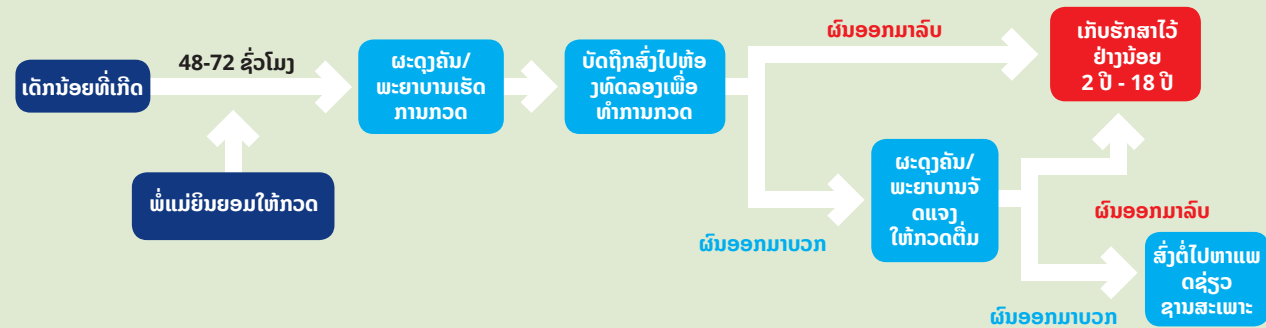 ເດັກນ້ອຍທີ່ເກີດ
48-72 ຊົ່ວໂມງ
ພໍ່ແມ່ຍິນຍອມໃຫ້ກວດ
ຜະດຸງຄັນ/
ພະຍາບານເຮັດ
ການກວດ
ບັດຖືກສົ່ງໄປຫ້ອ
ງທົດລອງເພື່ອ
ທຳການກວດ
ຜົນອອກມາລົບ
ເກັບຮັກສາໄວ້
ຢ່າງນ້ອຍ
2 ປີ - 18 ປີ
ຜົນອອກມາບວກ
ຜະດຸງຄັນ/
ພະຍາບານຈັ
ດແຈງ
ໃຫ້ກວດຕື່ມ
ຜົນອອກມາລົບ
ຜົນອອກມາບວກ
ສົ່ງຕໍ່ໄປຫາແພ
ດຊ່ຽວ
ຊານສະເພາະ